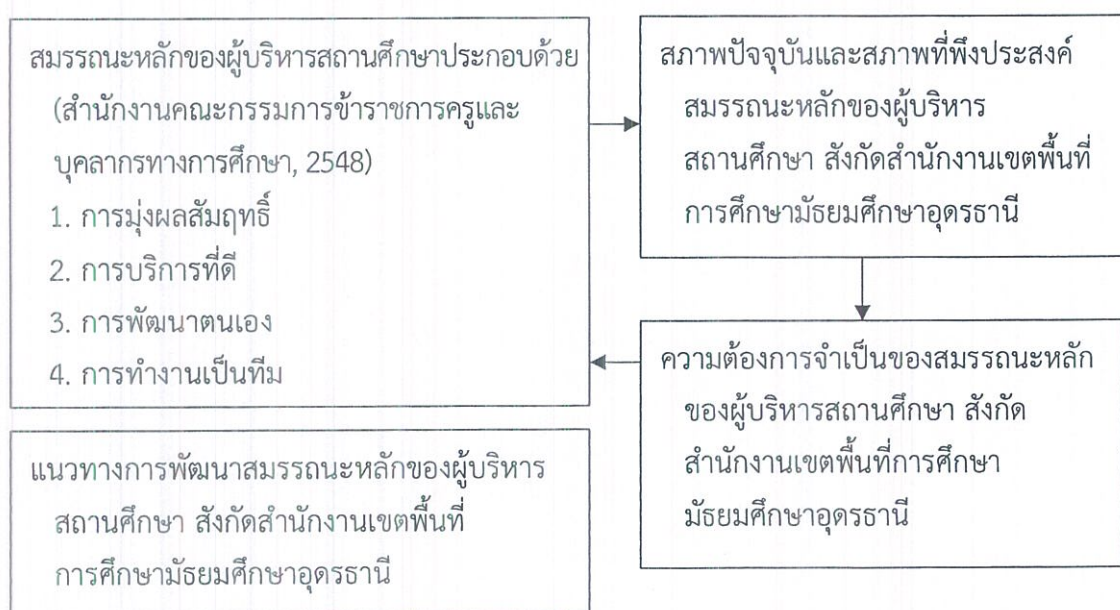 สมรรถนะหลักของผู้บริหารสถานศึกษาประกอบด้วย
(สำนักงานคณะกรรมการข้าราชการครูและ
บุคลากรทางการศึกษา, 2548)
1. การมุ่งผลสัมฤทธิ์
2. การบริการที่ดี
3. การพัฒนาตนเอง
4. การทำงานเป็นทีม
สภาพปัจจุบันและสภาพที่พึงประสงค์
สมรรถนะหลักของผู้บริหาร
สถานศึกษา สังกัดสำนักงานเขตพื้นที่
การศึกษามัธยมศึกษาอุดรธานี
ความต้องการจำเป็นของสมรรถนะหลัก
ของผู้บริหารสถานศึกษา สังกัด
สำนักงานเขตพื้นที่การศึกษา
มัธยมศึกษาอุดรธานี
แนวทางการพัฒนาสมรรถนะหลักของผู้บริหาร
สถานศึกษา สังกัดสำนักงานเขตพื้นที่
การศึกษามัธยมศึกษาอุดรธานี